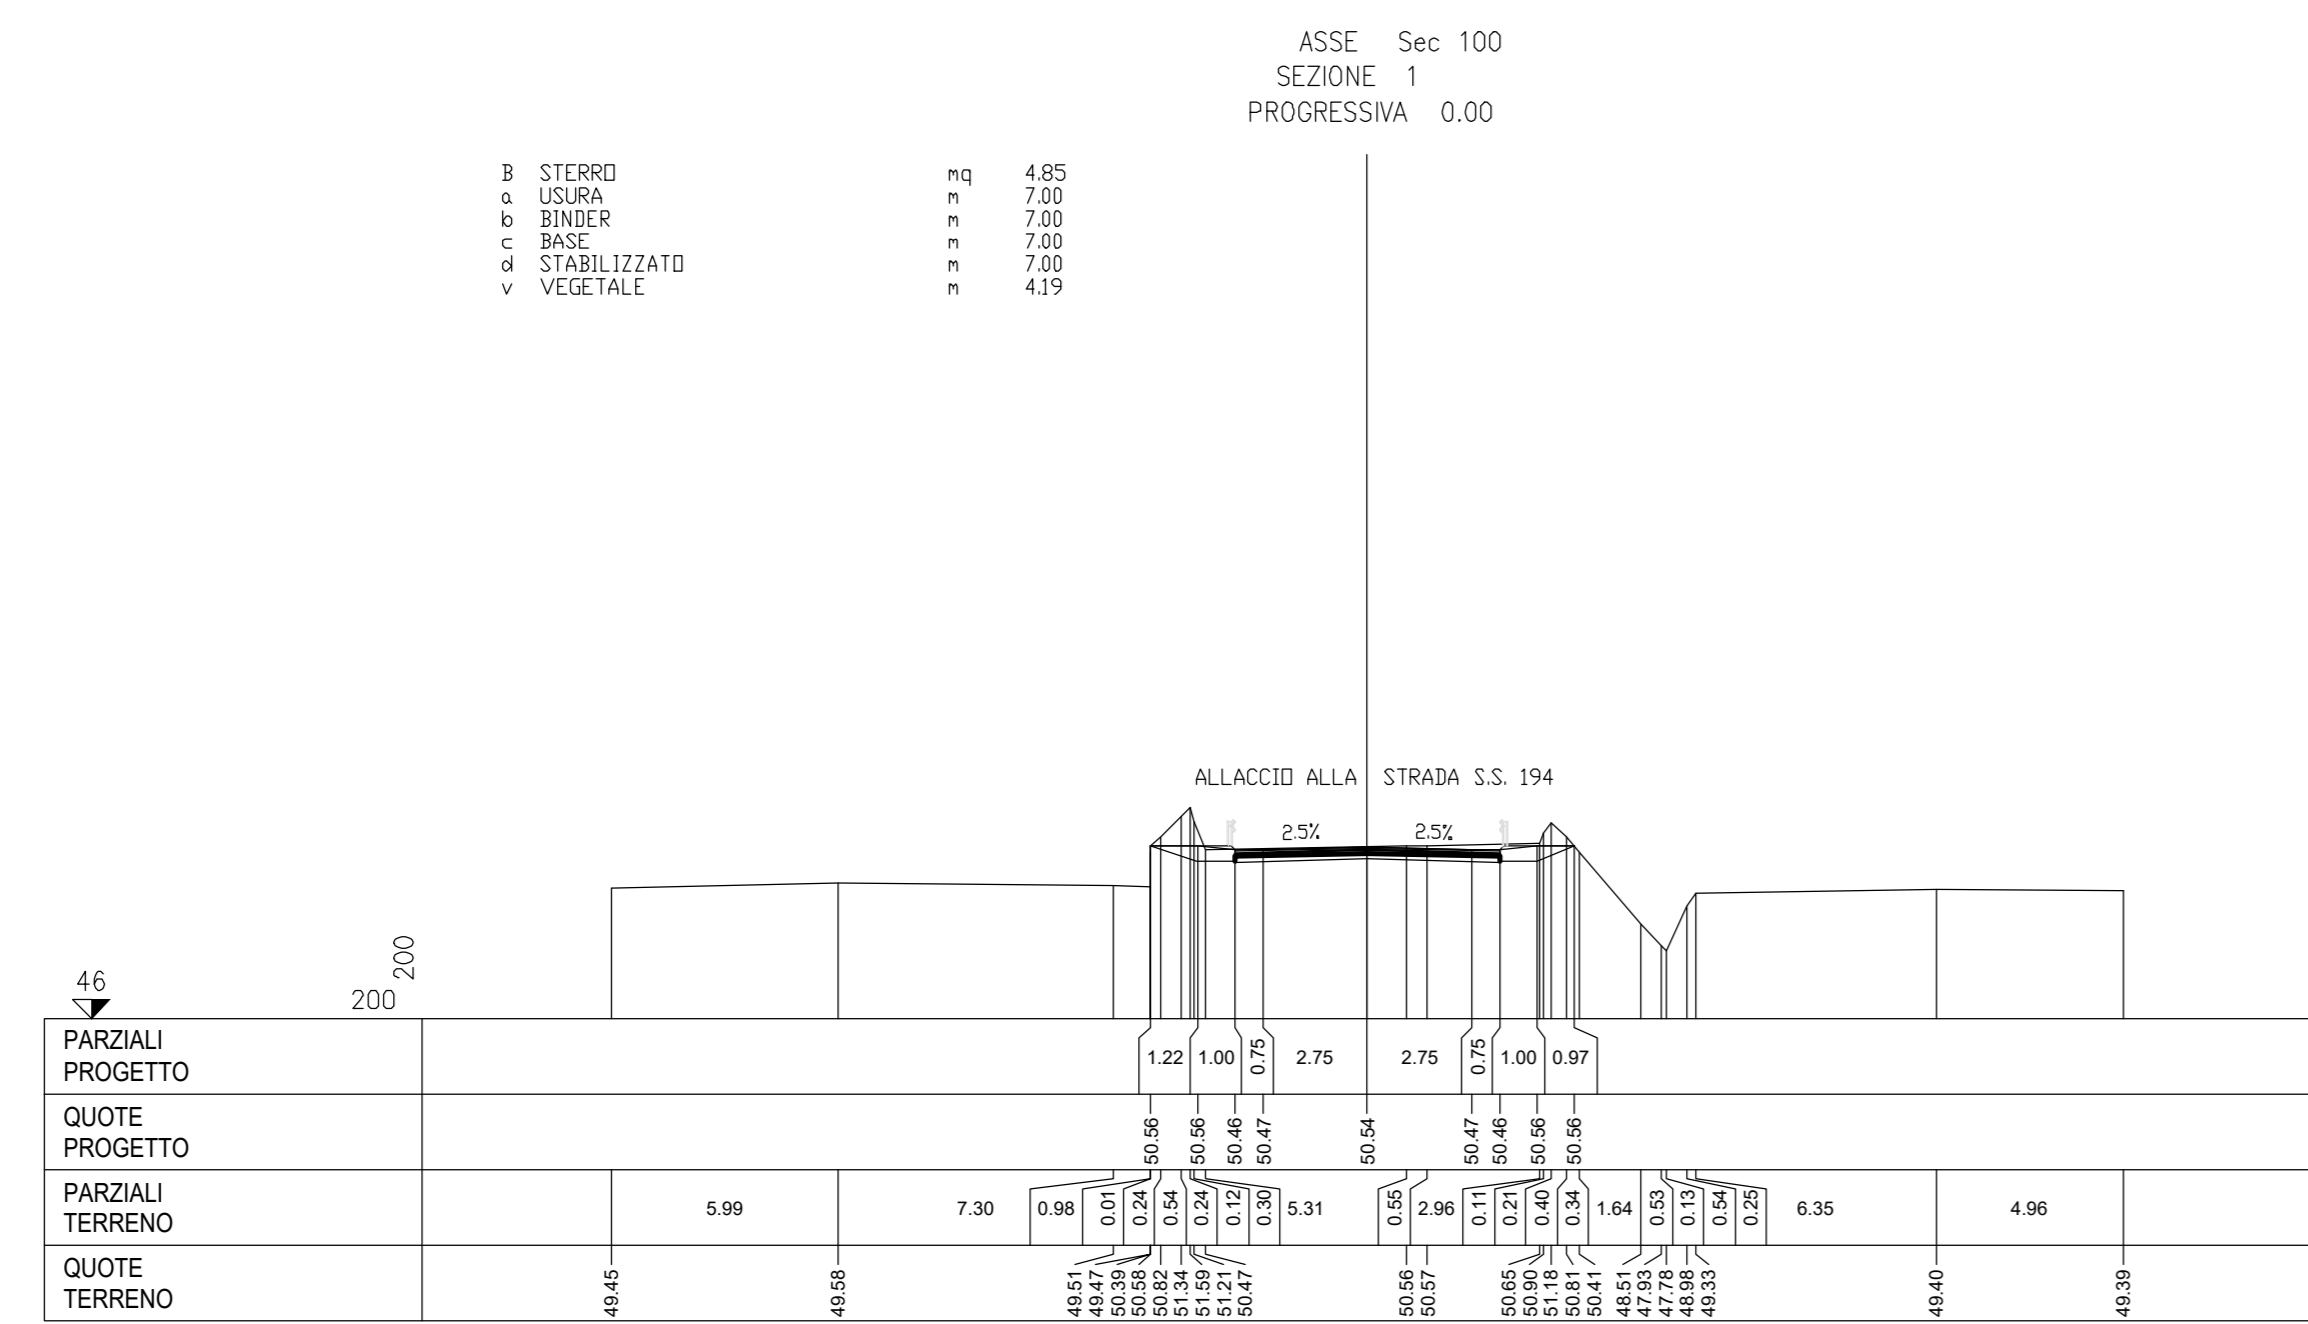 ASSE Sec 100
SEZIONE 1
PROGRESSIVA 0.00
B STERRO mq 4.85
a USURA m 7.00
b BINDER m 7.00
c BASE m 7.00
d STABILIZZATO m 7.00
v VEGETALE m 4.19
ALLACCIO ALLA STRADA S.S. 194
2.5% 2.5%
46
200
200
PARZIALI
PROGETTO
1.22 1.00 0.75 2.75 2.75 0.75 1.00 0.97
QUOTE
PROGETTO
50.56 50.56 50.46 50.47 50.54 50.47 50.46 50.56 50.56
PARZIALI
TERRENO
5.99 7.30 0.98 0.01 0.24 0.54 0.24 0.12 0.30 5.31 0.55 2.96 0.11 0.21 0.40 0.34 1.64 0.53 0.13 0.54 0.25 6.35 4.96
QUOTE
TERRENO
49.45 49.58 49.51 49.47 50.39 50.58 50.82 51.34 51.59 51.21 50.47 50.56 50.57 50.65 50.90 51.18 50.81 50.41 48.51 47.93 47.78 48.98 49.33 49.40 49.39